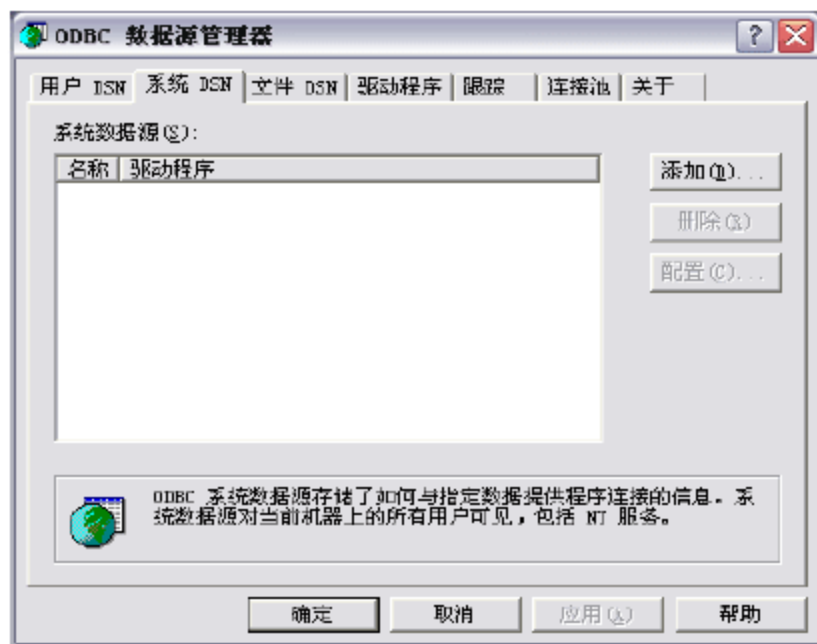 ODBC 数据源管理器
用户 DSN 系统 DSN 文件 DSN 驱动程序 跟踪 连接池 关于
系统数据源(S):
名称 驱动程序
添加(D)...
删除(R)
配置(C)...
ODBC 系统数据源存储了如何与指定数据提供程序连接的信息。系
统数据源对当前机器上的所有用户可见,包括 NT 服务。
确定 取消 应用(A) 帮助